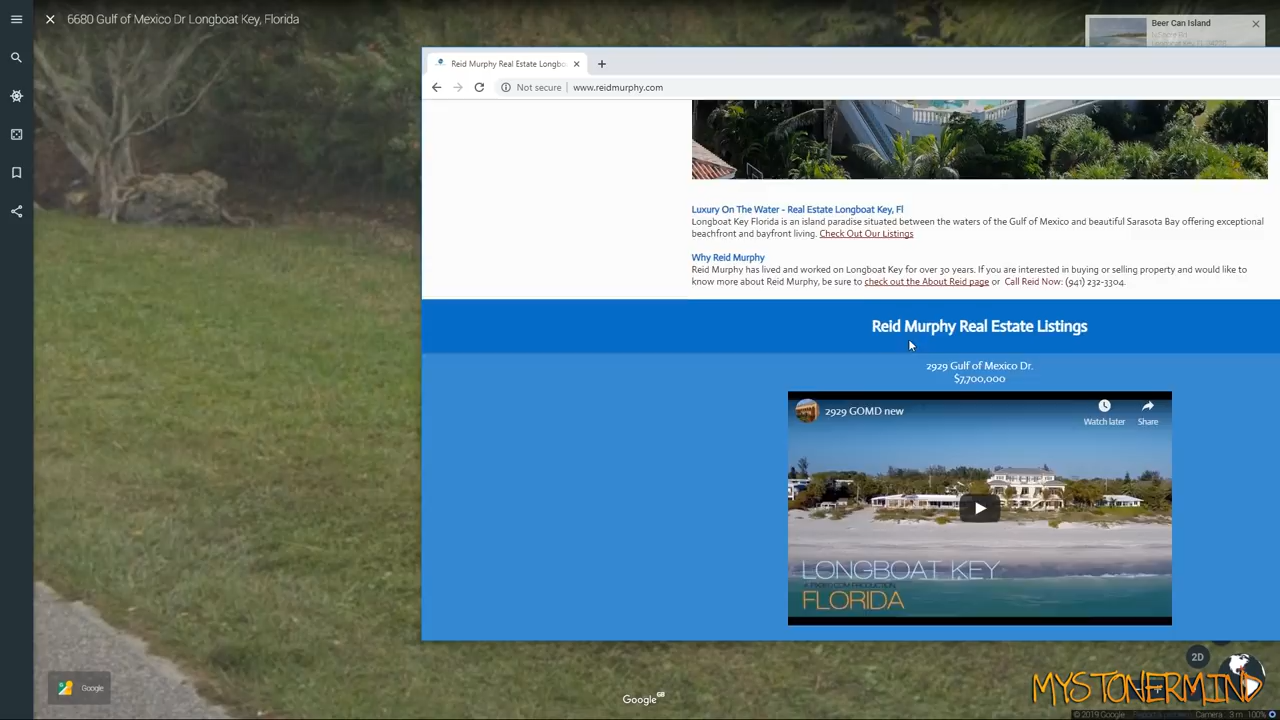 6680 Gulf of Mexico Dr Longboat Key, Florida
Beer Can Island
Reid Murphy Real Estate Longbo
Not secure
www.reidmurphy.com
Luxury On The Water - Real Estate Longboat Key, Fl
Longboat Key Florida is an island paradise situated between the waters of the Gulf of Mexico and beautiful Sarasota Bay offering exceptional
beachfront and bayfront living. Check Out Our Listings
Why Reid Murphy
Reid Murphy has lived and worked on Longboat Key for over 30 years. If you are interested in buying or selling property and would like to
know more about Reid Murphy, be sure to check out the About Reid page or Call Reid Now: (941) 232-3304.
Reid Murphy Real Estate Listings
2929 Gulf of Mexico Dr.
$7,700,000
2929 GOMD new
Watch later
Share
LONGBOAT KEY
FLORIDA
2D
Google
Google
MYSTONERMIND
© 2019 Google
Camera: 3 m 100%